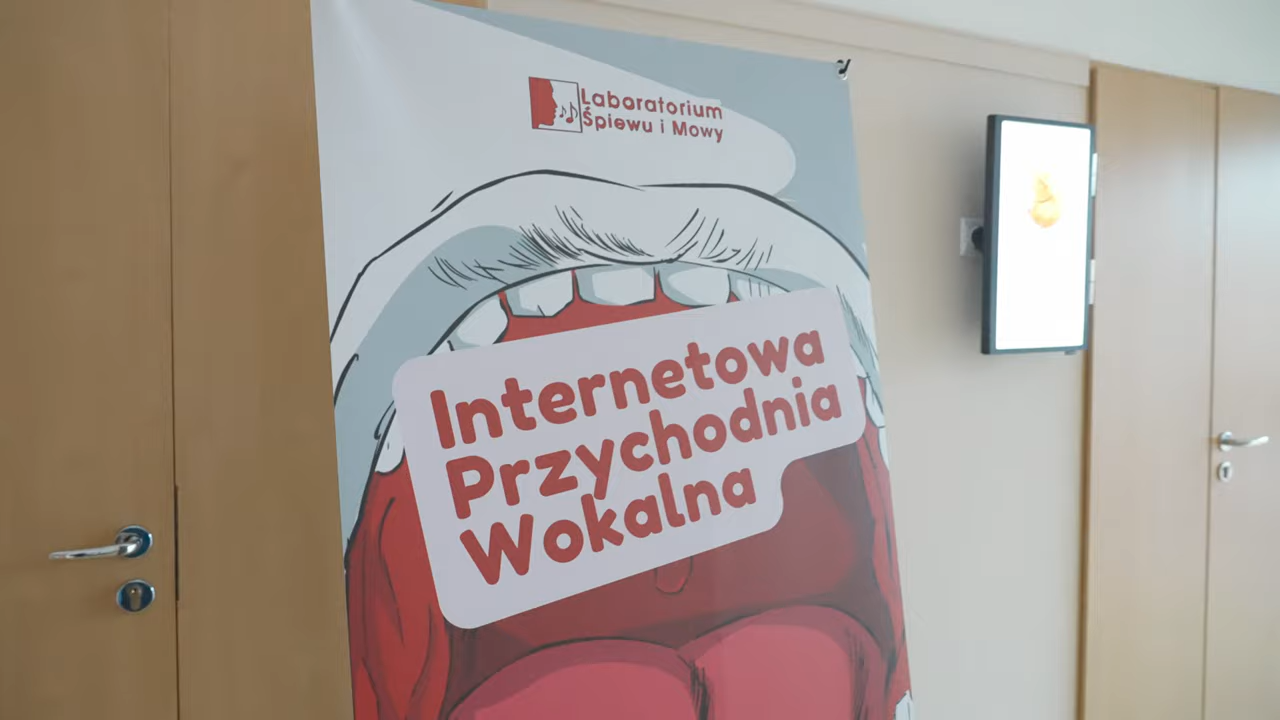 Laboratorium
Śpiewu i Mowy
Internetowa
Przychodnia
Wokalna